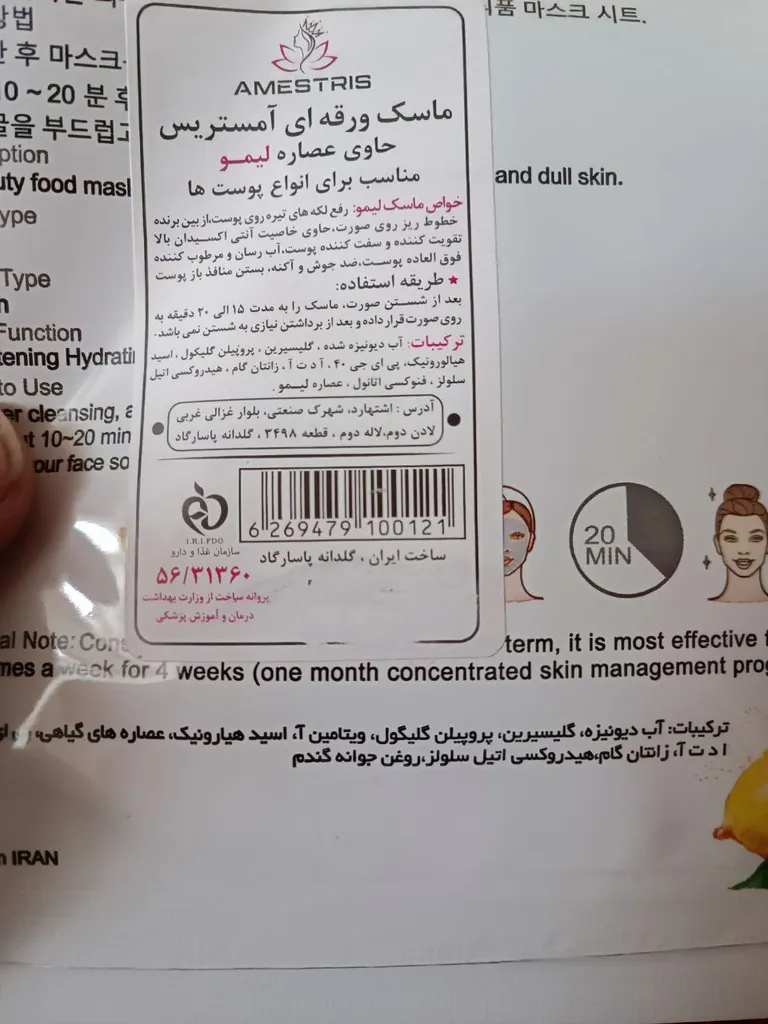 방법
후 마스크
품 마스크 시트.
10 ~ 20 분 후
굴을 부드럽고
AMESTRIS
ماسک ورقه ای آمستریس
حاوی عصاره لیمو
مناسب برای انواع پوست ها
خواص ماسک لیمو: رفع لکه های تیره روی پوست،از بین برنده
خطوط ریز روی صورت،حاوی خاصیت آنتی اکسیدان بالا
تقویت کننده و سفت کننده پوست،آب رسان و مرطوب کننده
فوق العاده پوست،ضد جوش و آکنه، بستن منافذ باز پوست
★ طریقه استفاده:
بعد از شستن صورت، ماسک را به مدت ۱۵ الی ۲۰ دقیقه به
روی صورت قرار داده و بعد از برداشتن نیازی به شستن نمی باشد.
ترکیبات: آب دیونیزه شده ، گلیسیرین ، پروپیلن گلیکول ، اسید
هیالورونیک، پی ای جی ۴۰ ، آ د ت آ ، زانتان گام ، هیدروکسی اتیل
سلولز ، فنوکسی اتانول ، عصاره لیمو .
آدرس : اشتهارد، شهرک صنعتی، بلوار غزالی غربی
لادن دوم،لاله دوم ، قطعه ۳۴۹۸ ، گلدانه پاسارگاد
6 269479 100121
ساخت ایران ، گلدانه پاسارگاد
I.R.I.FDO
سازمان غذا و دارو
۵۶/۳۱۳۶۰
پروانه ساخت از وزارت بهداشت
درمان و آموزش پزشکی
ption
uty food mask
and dull skin.
ype
Type
n
Function
tening Hydrati
to Use
er cleansing, a
ut 10~20 min
our face so
20
MIN
al Note: Cons
term, it is most effective
mes a week for 4 weeks (one month concentrated skin management prog
ترکیبات: آب دیونیزه، گلیسیرین، پروپیلن گلیگول، ویتامین آ، اسید هیارونیک، عصاره های گیاهی،
ا د ت آ، زانتان گام،هیدروکسی اتیل سلولز،روغن جوانه گندم
n IRAN